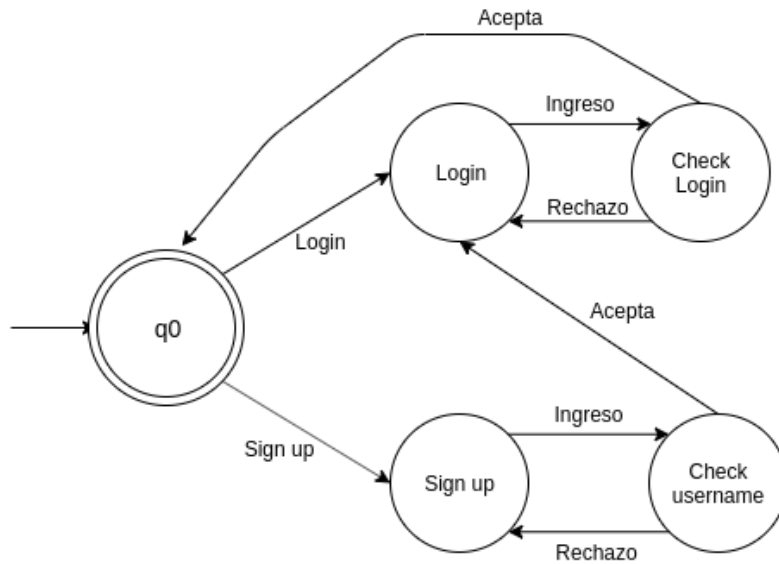 Acepta
Ingreso
Login
Check
Login
Rechazo
Login
q0
Acepta
Sign up
Ingreso
Sign up
Check
username
Rechazo